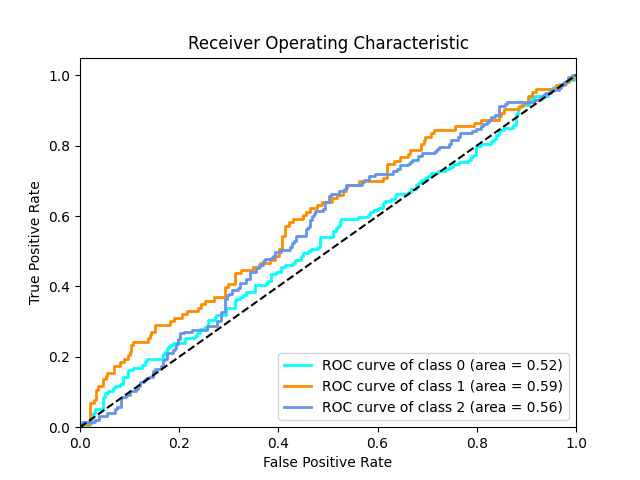 Receiver Operating Characteristic
True Positive Rate
1.0
0.8
0.6
0.4
0.2
0.0
ROC curve of class 0 (area = 0.52)
ROC curve of class 1 (area = 0.59)
ROC curve of class 2 (area = 0.56)
0.0 0.2 0.4 0.6 0.8 1.0
False Positive Rate